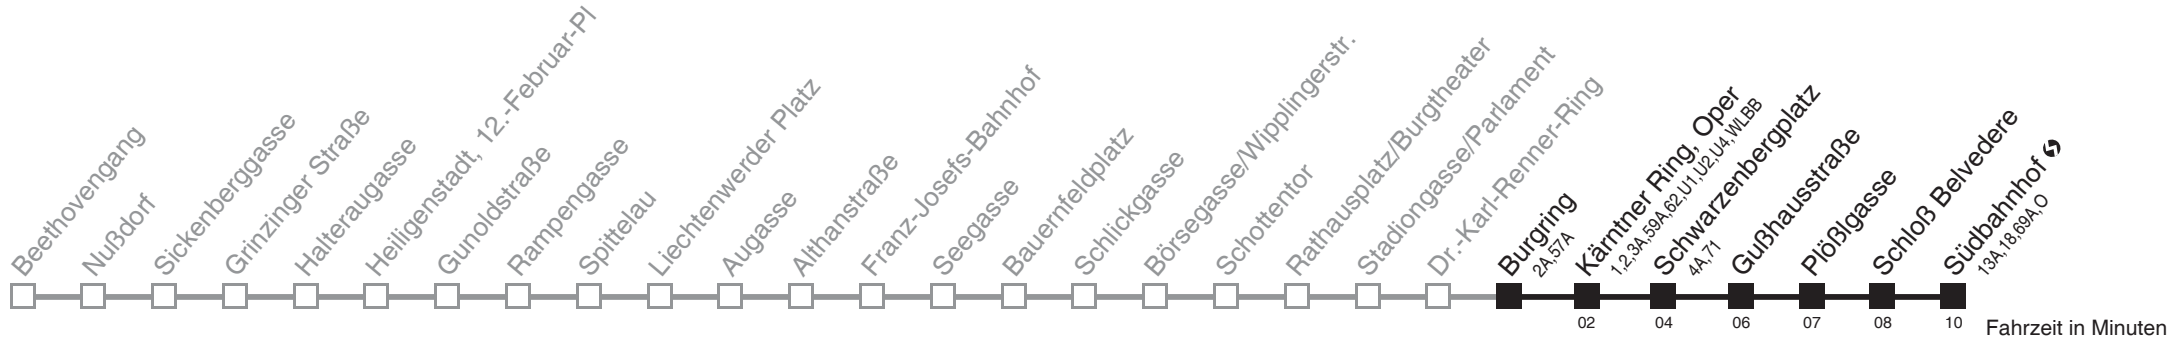 Beethovengang
Nußdorf
Sickenberggasse
Grinzinger Straße
Halteraugasse
Heiligenstadt, 12.-Februar-Pl
Gunoldstraße
Rampengasse
Spittelau
Liechtenwerder Platz
Augasse
Althanstraße
Franz-Josefs-Bahnhof
Seegasse
Bauernfeldplatz
Schlickgasse
Börsegasse/Wipplingerstr.
Schottentor
Rathausplatz/Burgtheater
Stadiongasse/Parlament
Dr.-Karl-Renner-Ring
Burgring
2A,57A
Kärntner Ring, Oper
1,2,3A,59A,62,U1,U2,U4,WLBB
Schwarzenbergplatz
4A,71
Gußhausstraße
Plößlgasse
Schloß Belvedere
Südbahnhof
13A,18,69A,O
02 04 06 07 08 10 Fahrzeit in Minuten